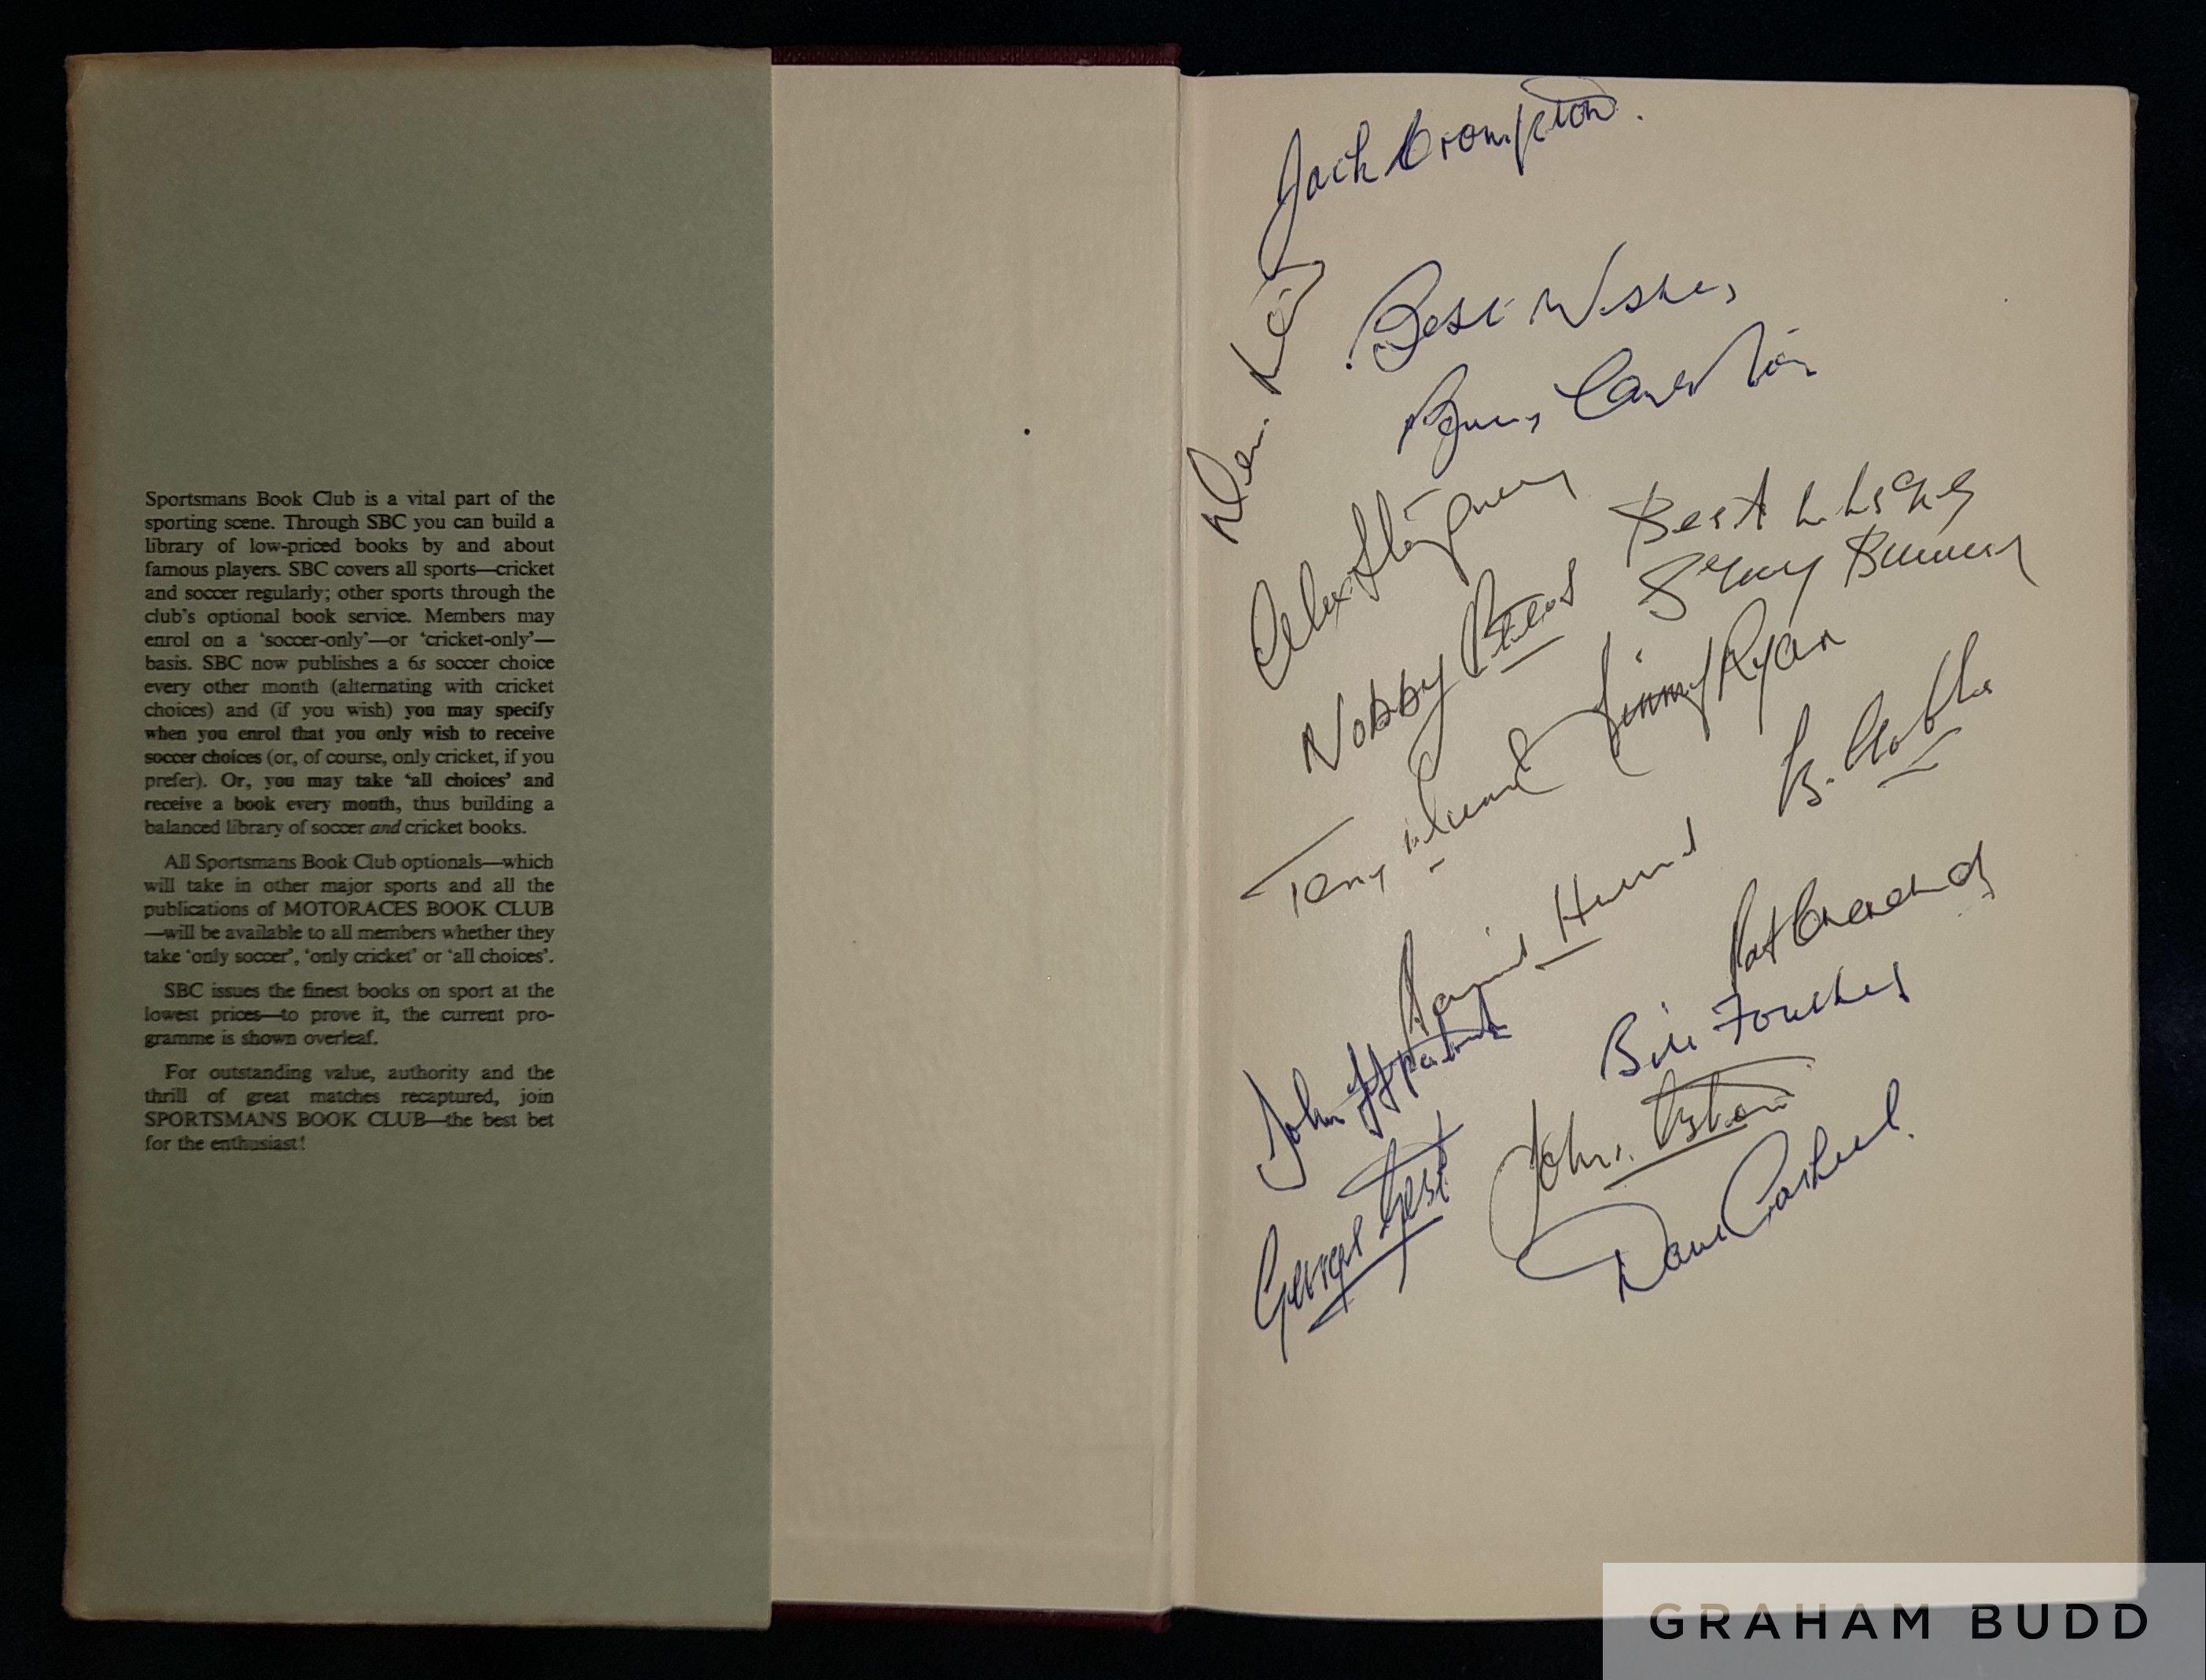 Sportsmans Book Club is a vital part of the
sporting scene. Through SBC you can build a
library of low-priced books by and about
famous players. SBC covers all sports—cricket
and soccer regularly; other sports through the
club's optional book service. Members may
enrol on a 'soccer-only'—or 'cricket-only'—
basis. SBC now publishes a 6s soccer choice
every other month (alternating with cricket
choices) and (if you wish) you may specify
when you enrol that you only wish to receive
soccer choices (or, of course, only cricket, if you
prefer). Or, you may take 'all choices' and
receive a book every month, thus building a
balanced library of soccer and cricket books.
All Sportsmans Book Club optionals—which
will take in other major sports and all the
publications of MOTORACES BOOK CLUB
—will be available to all members whether they
take 'only soccer', 'only cricket' or 'all choices'.
SBC issues the finest books on sport at the
lowest prices—to prove it, the current pro-
gramme is shown overleaf.
For outstanding value, authority and the
thrill of great matches recaptured, join
SPORTSMANS BOOK CLUB—the best bet
for the enthusiast!
Jack Crompton.
Best Wishes,
Alex Stepney
Best Wishes
Nobby Stiles
Jimmy Ryan
Pat Crerand
Bill Foulkes
John Fitzpatrick
John Aston
George Best
GRAHAM BUDD